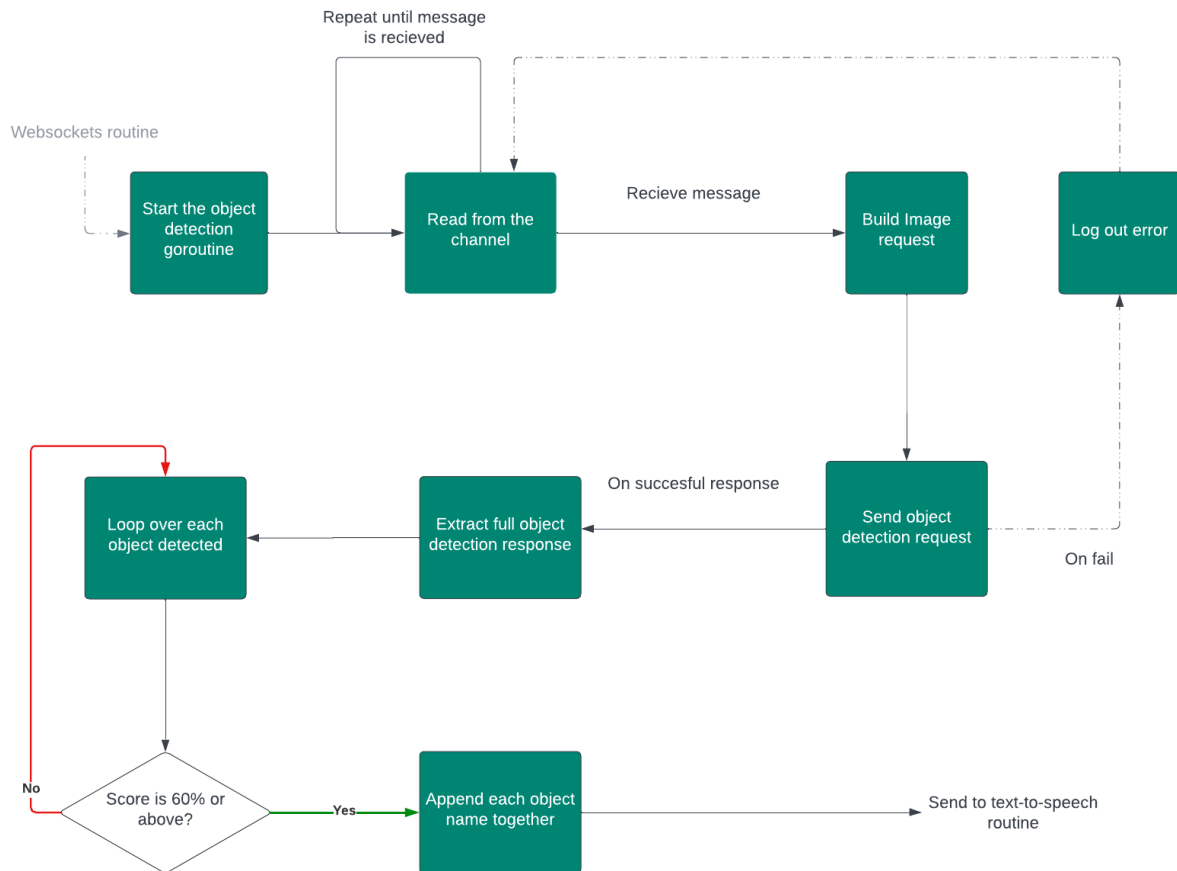 Repeat until message
is recieved
Websockets routine
Start the object
detection
goroutine
Read from the
channel
Recieve message
Build Image
request
Log out error
Loop over each
object detected
Extract full object
detection response
On succesful response
Send object
detection request
On fail
No
Score is 60% or
above?
Yes
Append each object
name together
Send to text-to-speech
routine